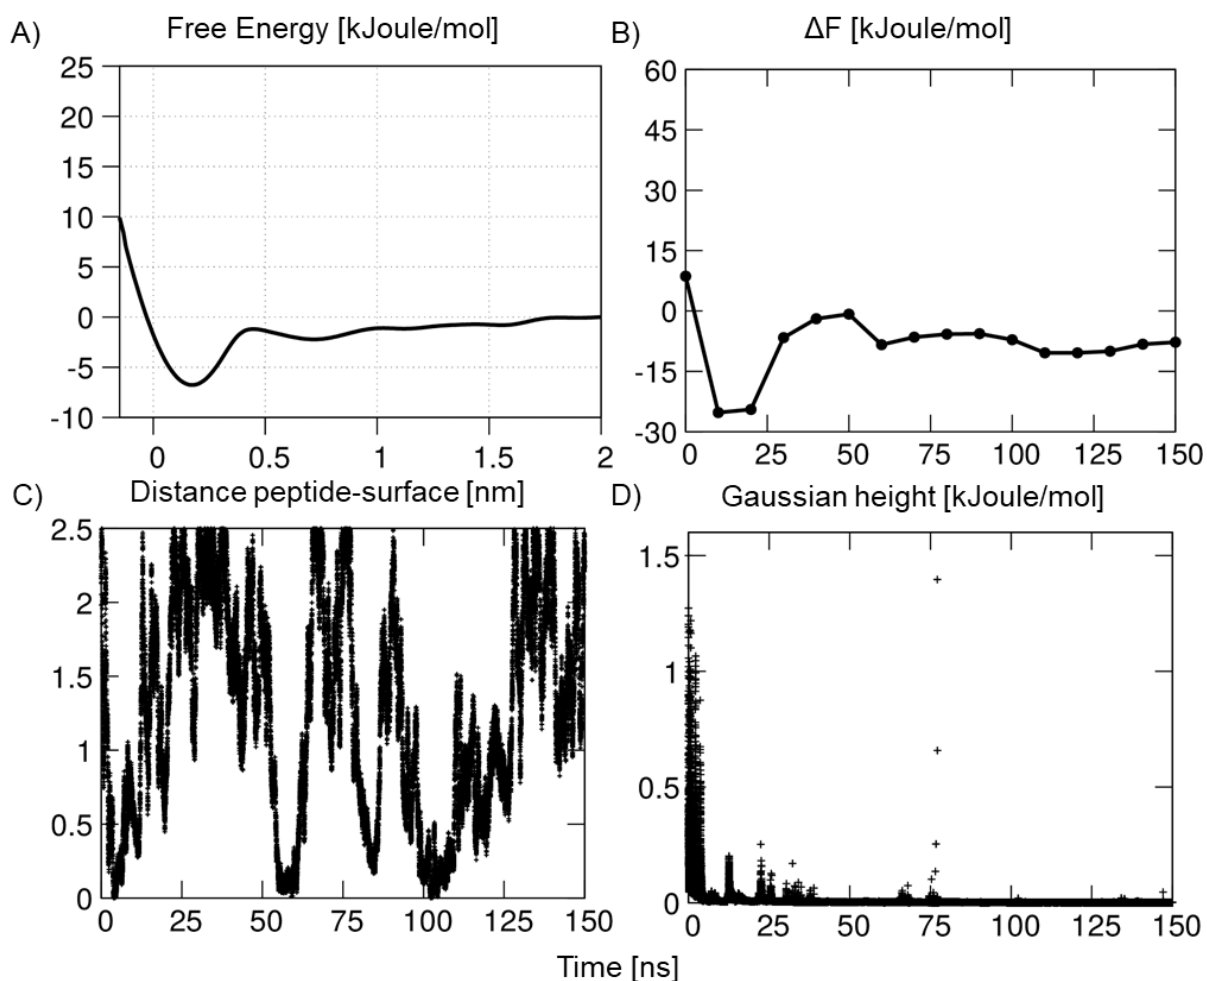 A) Free Energy [kJoule/mol]
25
20
15
10
5
0
-5
-10
0 0.5 1 1.5 2
B) ΔF [kJoule/mol]
60
45
30
15
0
-15
-30
0 25 50 75 100 125 150
C) Distance peptide-surface [nm]
2.5
2
1.5
1
0.5
0
0 25 50 75 100 125 150
D) Gaussian height [kJoule/mol]
1.5
1
0.5
0
0 25 50 75 100 125 150
Time [ns]